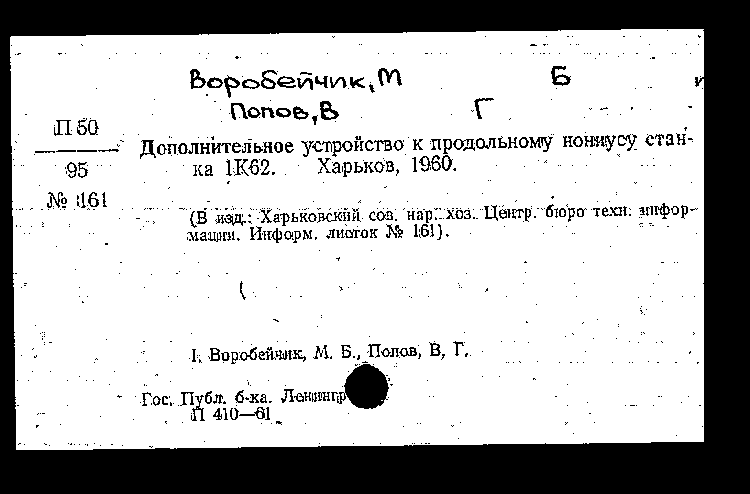 Воробейчик, М Б и
Попов, В Г
П 50
95
№ 161
Дополнительное устройство к продольному нониусу стан-
ка 1К62. Харьков, 1960.
(В изд.: Харьковский сов. нар. хоз. Центр. бюро техн. инфор-
мации. Информ. листок № 161).
I. Воробейчик, М. Б., Попов, В, Г.
Гос. Публ. б-ка. Ленингр
П 410—61